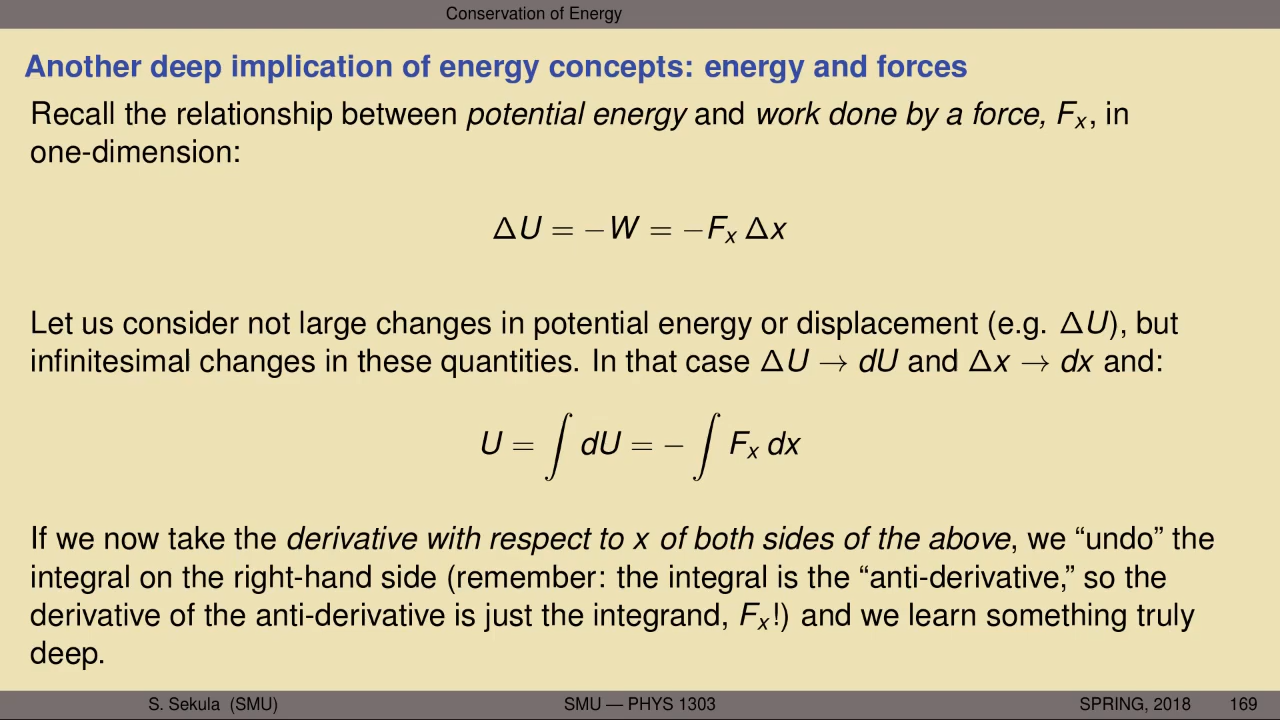 Conservation of Energy
Another deep implication of energy concepts: energy and forces
Recall the relationship between potential energy and work done by a force, Fₓ, in
one-dimension:
ΔU = −W = −Fₓ Δx
Let us consider not large changes in potential energy or displacement (e.g. ΔU), but
infinitesimal changes in these quantities. In that case ΔU → dU and Δx → dx and:
U = ∫ dU = − ∫ Fₓ dx
If we now take the derivative with respect to x of both sides of the above, we “undo” the
integral on the right-hand side (remember: the integral is the “anti-derivative,” so the
derivative of the anti-derivative is just the integrand, Fₓ!) and we learn something truly
deep.
S. Sekula (SMU) SMU — PHYS 1303 SPRING, 2018 169